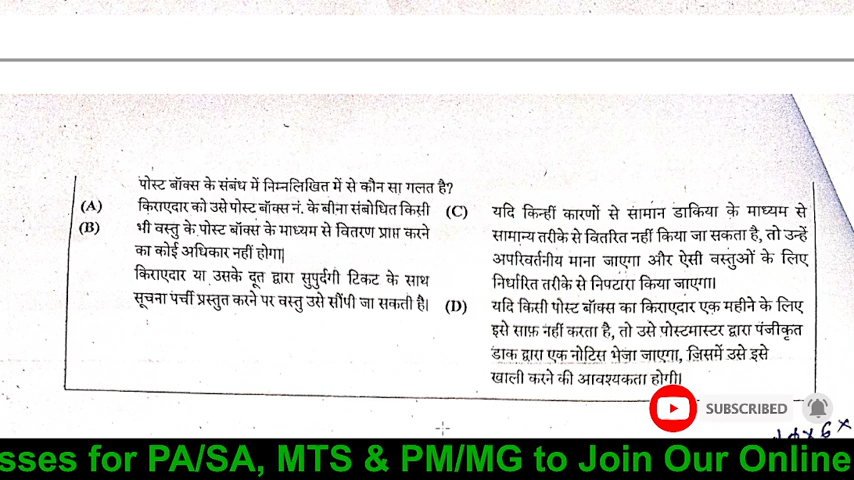 पोस्ट बॉक्स के संबंध में निम्नलिखित में से कौन सा गलत है?
(A) किराएदार को उसे पोस्ट बॉक्स नं. के बीना संबोधित किसी
(B) भी वस्तु के पोस्ट बॉक्स के माध्यम से वितरण प्राप्त करने
का कोई अधिकार नहीं होगा|
किराएदार या उसके दूत द्वारा सुपुर्दगी टिकट के साथ
सूचना पंर्ची प्रस्तुत करने पर वस्तु उसे सौंपी जा सकती है।
(C) यदि किन्हीं कारणों से सामान डाकिया के माध्यम से
सामान्य तरीके से वितरित नहीं किया जा सकता है, तो उन्हें
अपरिवर्तनीय माना जाएगा और ऐसी वस्तुओं के लिए
निर्धारित तरीके से निपटारा किया जाएगा।
(D) यदि किसी पोस्ट बॉक्स का किराएदार एक महीने के लिए
इसे साफ़ नहीं करता है, तो उसे पोस्टमास्टर द्वारा पंजीकृत
डाक द्वारा एक नोटिस भेजा जाएगा, जिसमें उसे इसे
खाली करने की आवश्यकता होगी।
SUBSCRIBED
sses for PA/SA, MTS & PM/MG to Join Our Online